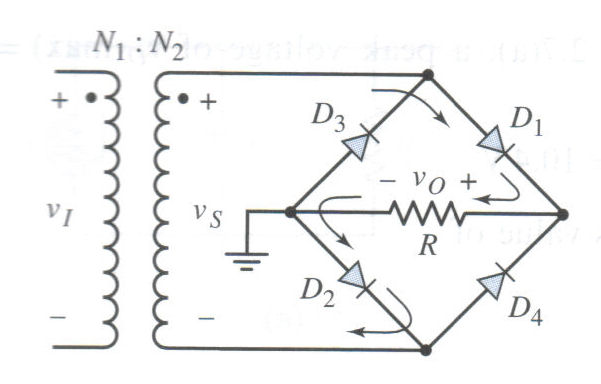 N₁ : N₂
+ +
D₃ D₁
− v_O +
v_I v_S
R
D₂ D₄
− −